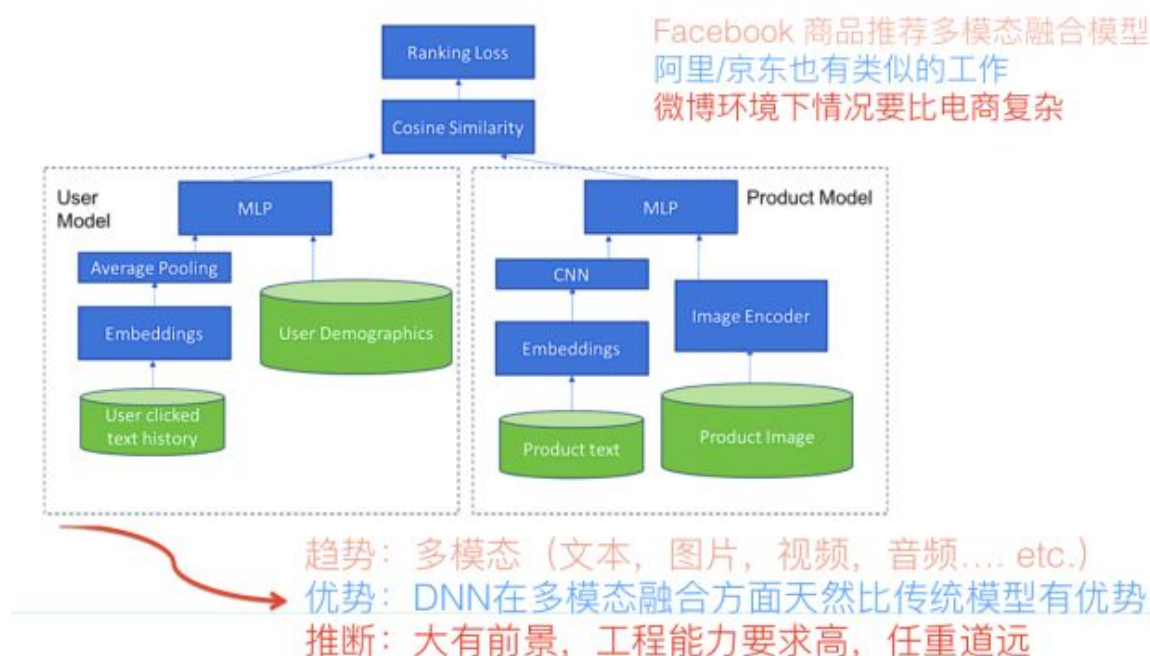 Facebook 商品推荐多模态融合模型
阿里/京东也有类似的工作
微博环境下情况要比电商复杂
Ranking Loss
Cosine Similarity
User
Model
MLP
Average Pooling
Embeddings
User Demographics
User clicked
text history
Product Model
MLP
CNN
Image Encoder
Embeddings
Product text
Product Image
趋势：多模态（文本，图片，视频，音频.... etc.）
优势：DNN在多模态融合方面天然比传统模型有优势
推断：大有前景，工程能力要求高，任重道远